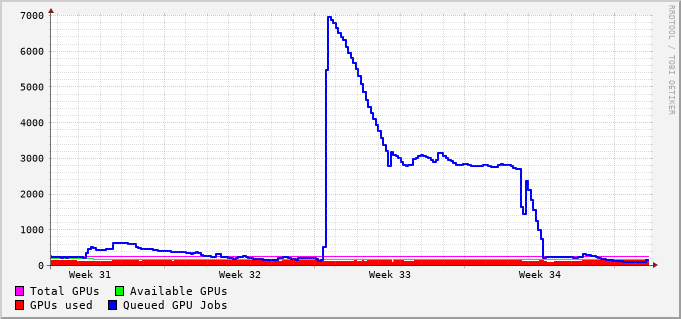 7000
6000
5000
4000
3000
2000
1000
0
Week 31 Week 32 Week 33 Week 34
Total GPUs Available GPUs
GPUs used Queued GPU Jobs
RRDTOOL / TOBI OETIKER